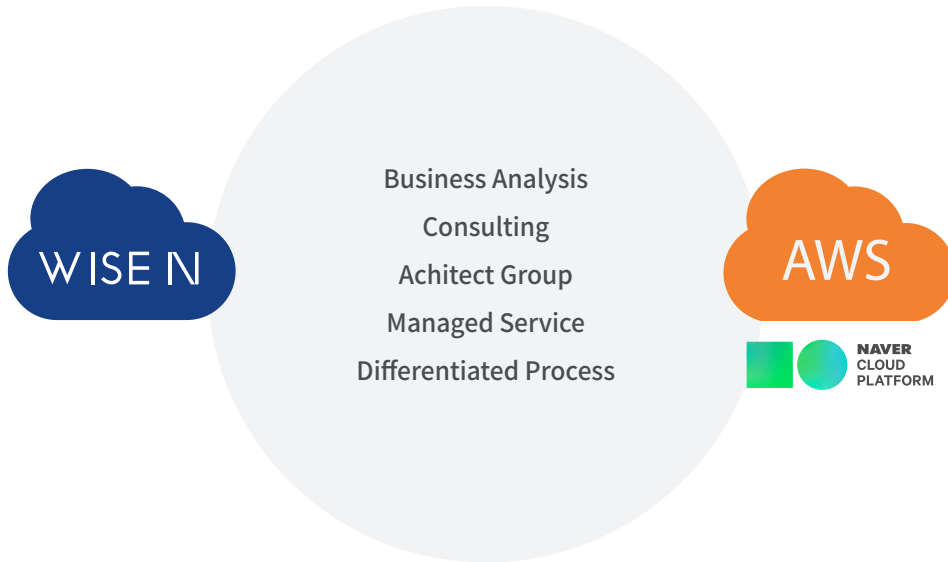 WISE N
Business Analysis
Consulting
Achitect Group
Managed Service
Differentiated Process
AWS
NAVER
CLOUD
PLATFORM